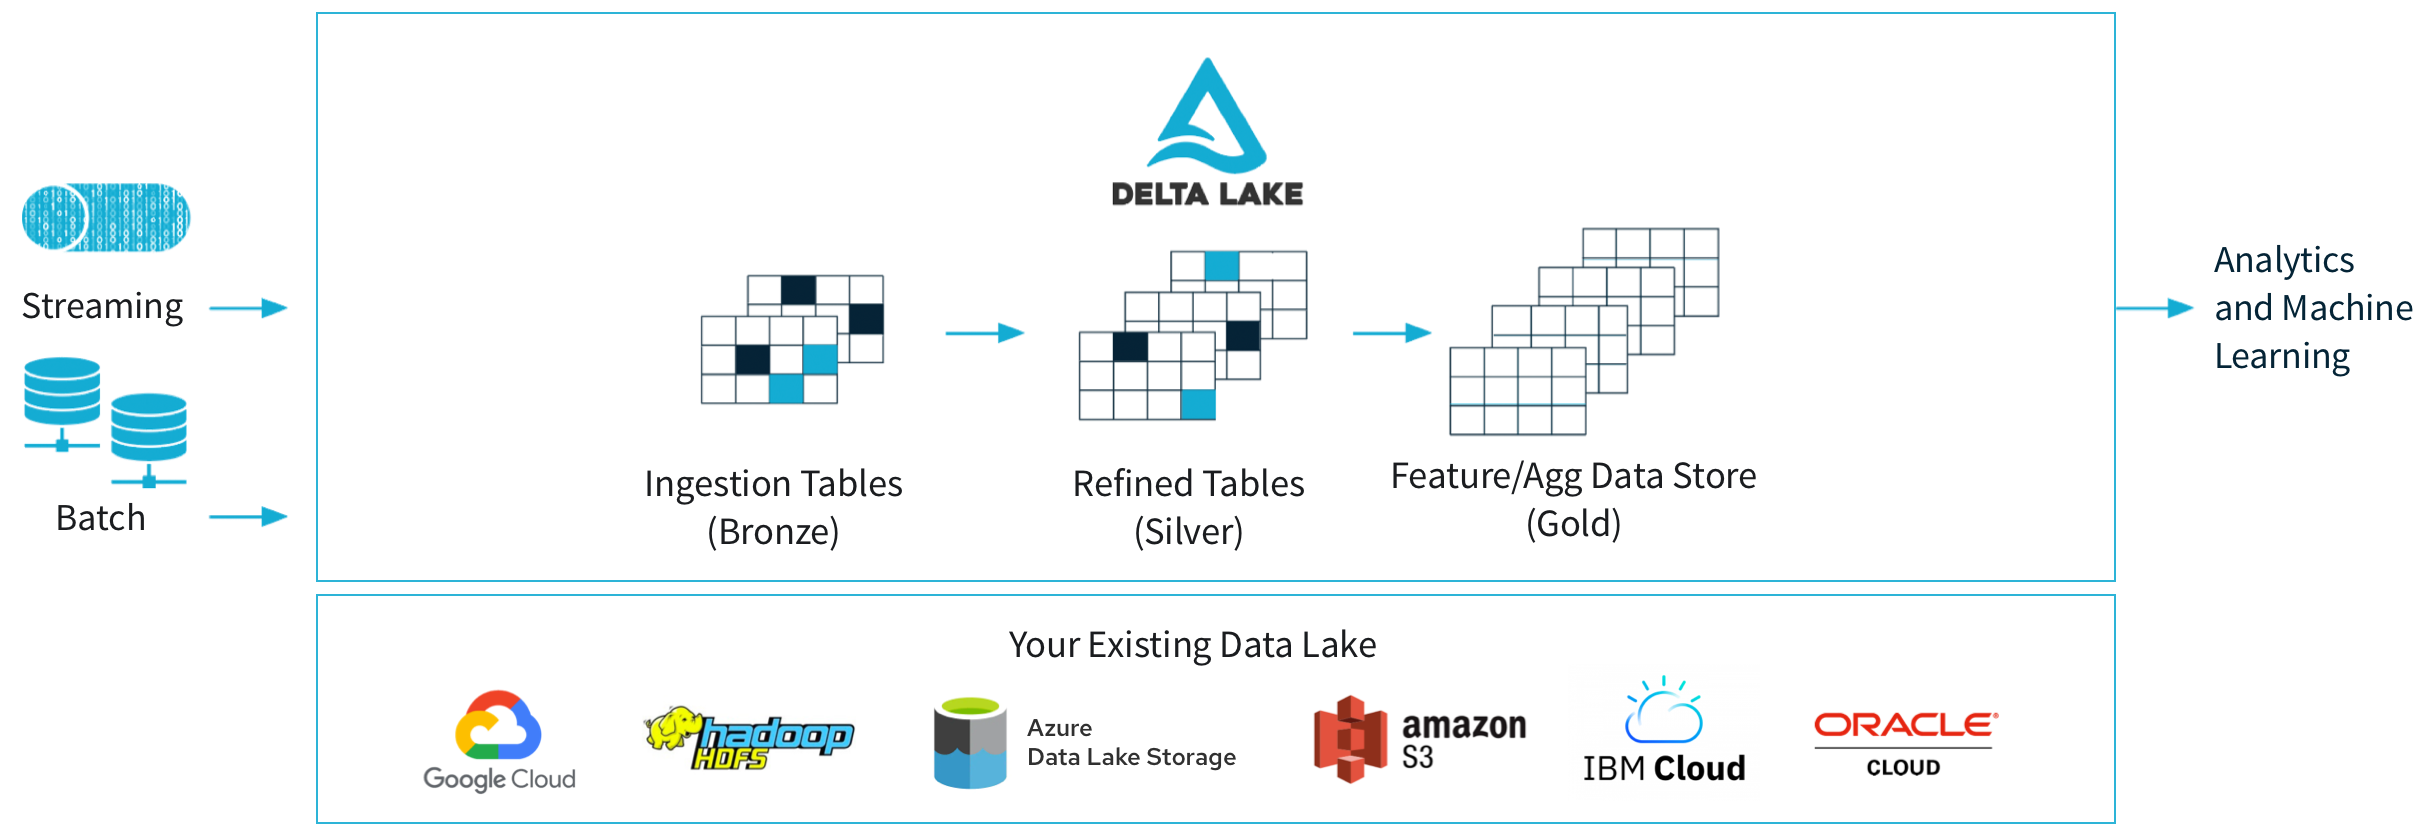 DELTA LAKE
Streaming
Batch
Ingestion Tables
(Bronze)
Refined Tables
(Silver)
Feature/Agg Data Store
(Gold)
Analytics
and Machine
Learning
Your Existing Data Lake
Google Cloud
hadoop
HDFS
Azure
Data Lake Storage
amazon
S3
IBM Cloud
ORACLE®
CLOUD